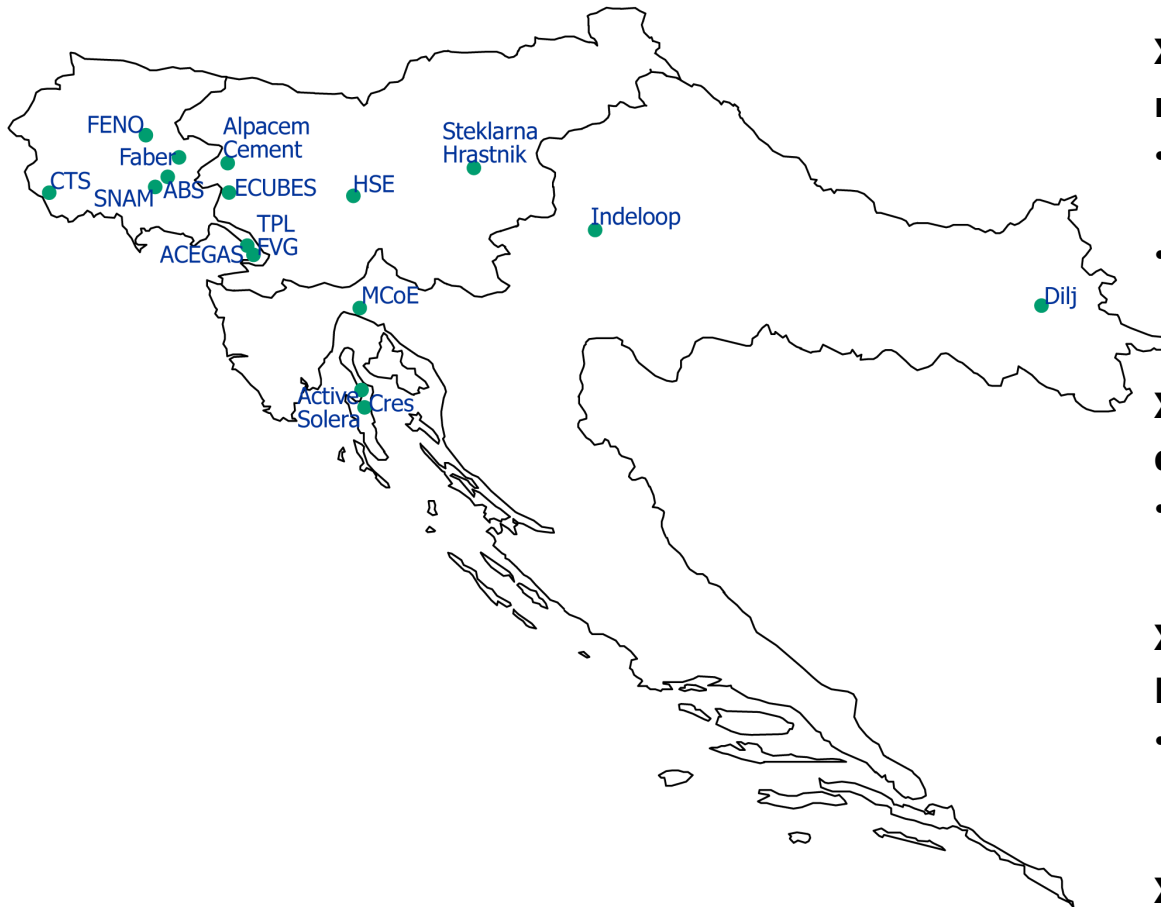 FENO
Alpacem
Cement
Faber
Steklarna
Hrastnik
CTS
SNAM
ABS
ECUBES
HSE
TPL
FVG
ACEGAS
Indeloop
MCoE
Dilj
Active
Solera
Cres